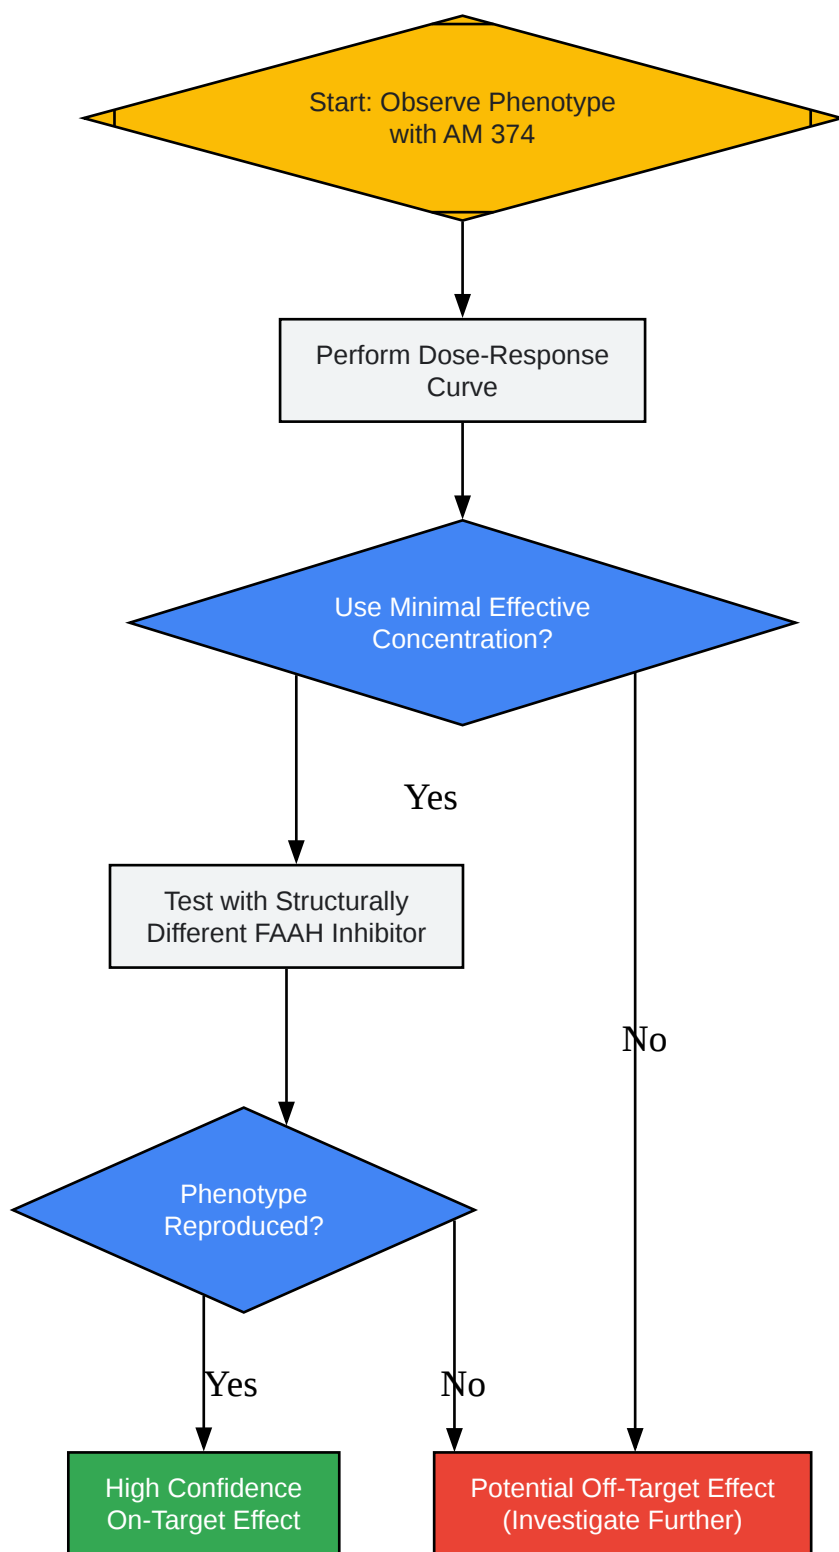 Start: Observe Phenotype
with AM 374
Perform Dose-Response
Curve
Use Minimal Effective
Concentration?
Yes
Test with Structurally
Different FAAH Inhibitor
No
Phenotype
Reproduced?
Yes
No
High Confidence
On-Target Effect
Potential Off-Target Effect
(Investigate Further)